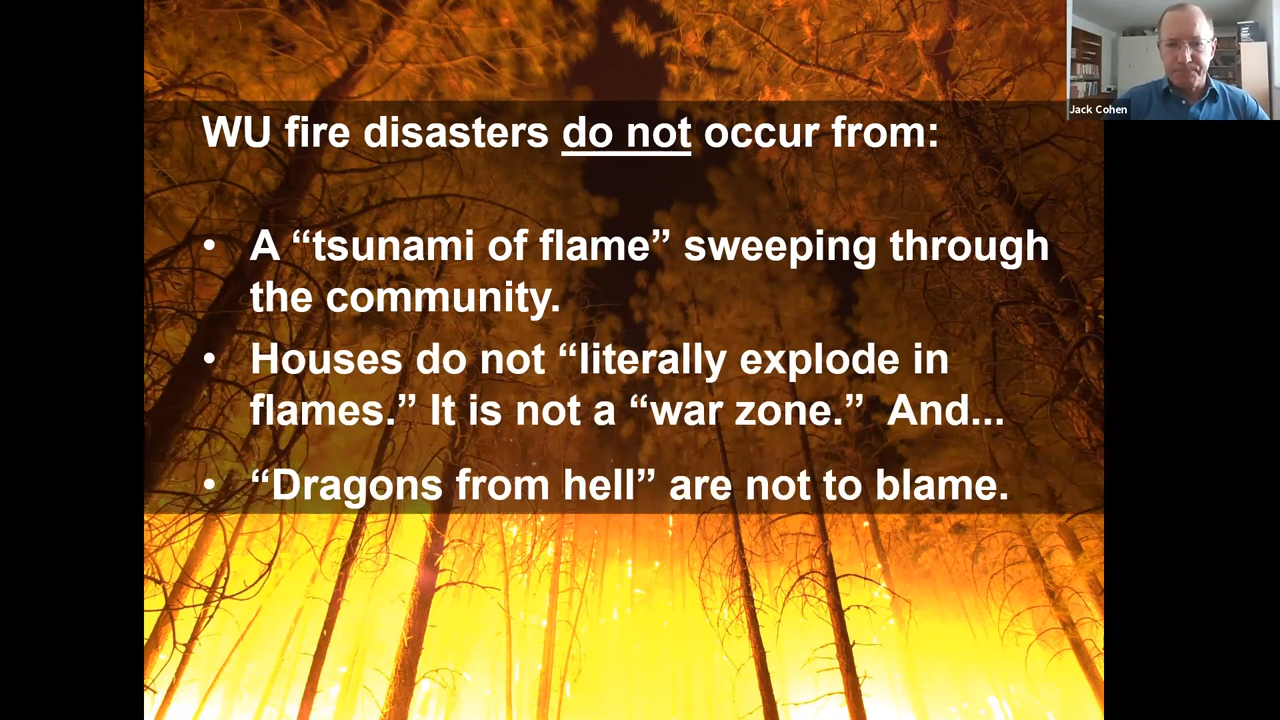 Jack Cohen
WU fire disasters do not occur from:
• A “tsunami of flame” sweeping through
the community.
• Houses do not “literally explode in
flames.” It is not a “war zone.” And...
• “Dragons from hell” are not to blame.